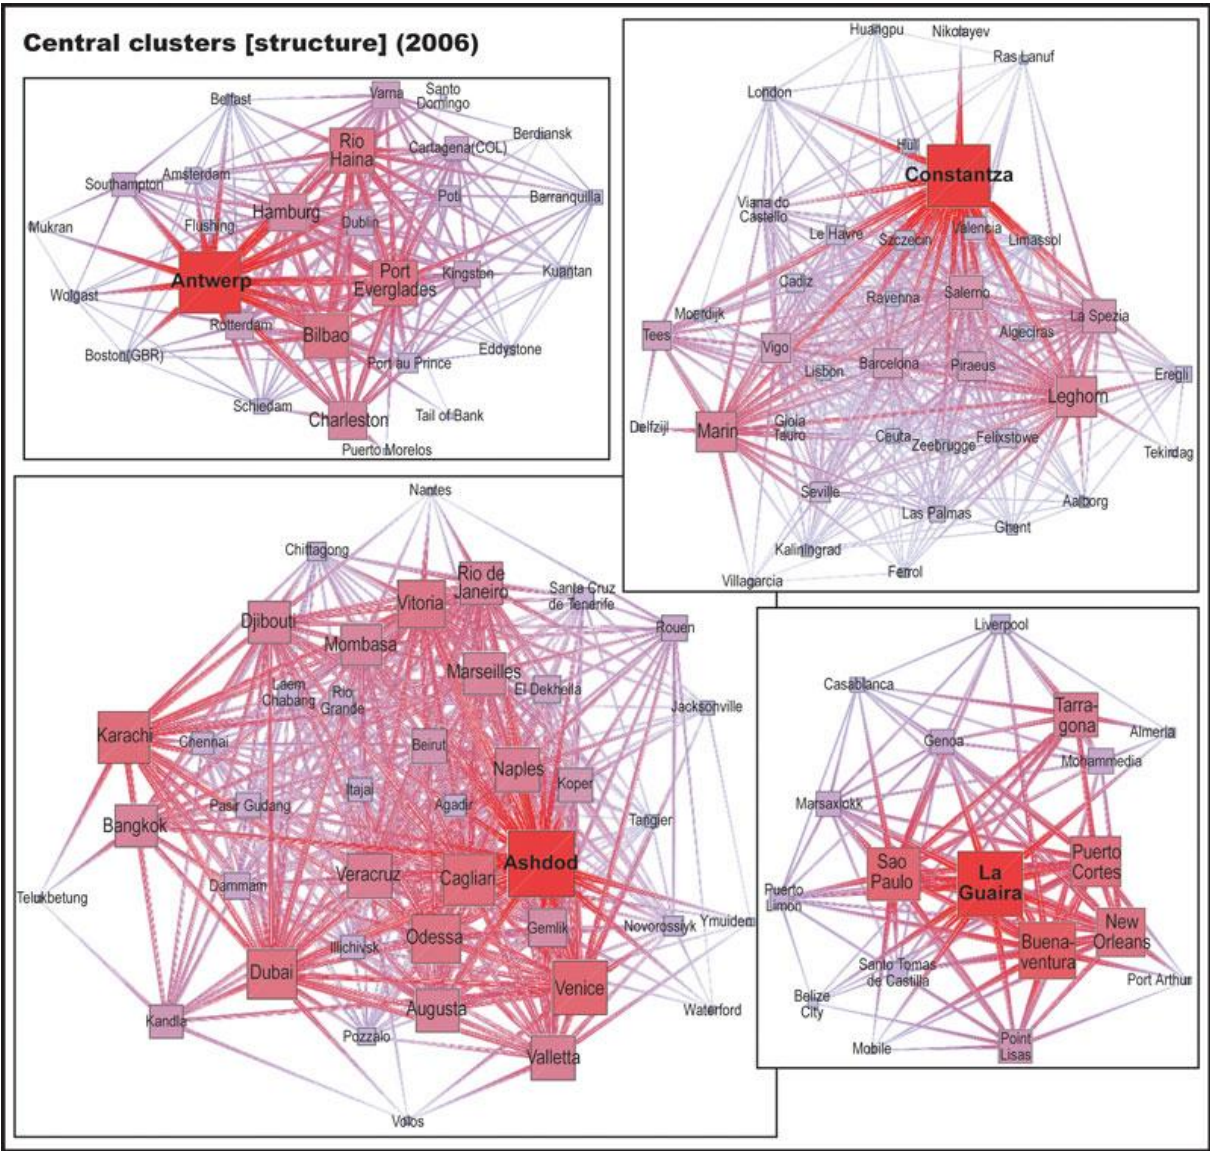 Central clusters [structure] (2006)
Belfast
Varna
Santo
Domingo
Berdiansk
Rio
Haina
Cartagena(COL)
Southampton
Amsterdam
Poti
Barranquilla
Hamburg
Dublin
Mukran
Flushing
Antwerp
Port
Everglades
Kingston
Kuantan
Wolgast
Rotterdam
Bilbao
Boston(GBR)
Port au Prince
Eddystone
Schiedam
Charleston
Tail of Bank
Puerto Morelos
Huangpu
Nikolayev
Ras Lanuf
London
Hull
Constantza
Viana do
Castello
Le Havre
Szczecin
Valencia
Limassol
Cadiz
Ravenna
Salerno
Moerdijk
La Spezia
Tees
Vigo
Algeciras
Lisbon
Barcelona
Piraeus
Eregli
Leghorn
Delfzijl
Marin
Gioia
Tauro
Ceuta
Zeebrugge
Felixstowe
Tekirdag
Seville
Las Palmas
Aalborg
Ghent
Kaliningrad
Ferrol
Villagarcia
Nantes
Chittagong
Rio de
Janeiro
Santa Cruz
de Tenerife
Vitoria
Djibouti
Rouen
Mombasa
Marseilles
El Dekheila
Laem
Chabang
Rio
Grande
Jacksonville
Karachi
Chennai
Beirut
Naples
Koper
Itajai
Pasir Gudang
Agadir
Tangier
Bangkok
Ashdod
Dammam
Veracruz
Cagliari
Telukbetung
Gemlik
Novorossiyk
Ymuiden
Odessa
Illichivsk
Dubai
Venice
Augusta
Waterford
Kandla
Pozzalo
Valletta
Volos
Liverpool
Casablanca
Tarra-
gona
Almeria
Genoa
Mohammedia
Marsaxlokk
Sao
Paulo
La
Guaira
Puerto
Cortes
Puerto
Limon
New
Orleans
Buena-
ventura
Santo Tomas
de Castilla
Port Arthur
Belize
City
Mobile
Point
Lisas